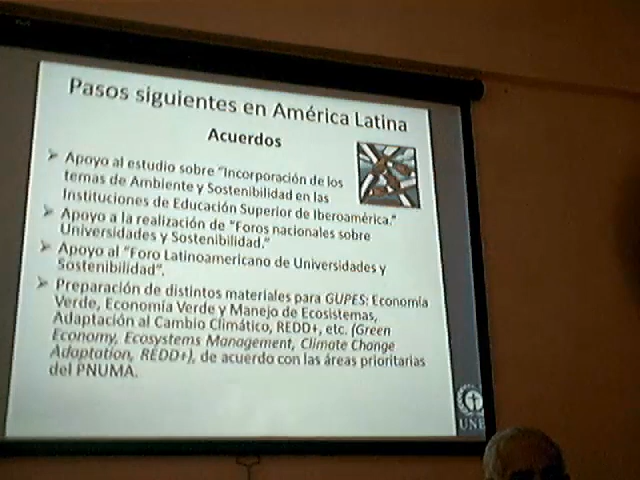 Pasos siguientes en América Latina
Acuerdos
➤ Apoyo al estudio sobre "Incorporación de los
temas de Ambiente y Sostenibilidad en las
Instituciones de Educación Superior de Iberoamérica."
➤ Apoyo a la realización de "Foros nacionales sobre
Universidades y Sostenibilidad."
➤ Apoyo al "Foro Latinoamericano de Universidades y
Sostenibilidad".
➤ Preparación de distintos materiales para GUPES: Economía
Verde, Economía Verde y Manejo de Ecosistemas,
Adaptación al Cambio Climático, REDD+, etc. (Green
Economy, Ecosystems Management, Climate Change
Adaptation, REDD+), de acuerdo con las áreas prioritarias
del PNUMA.